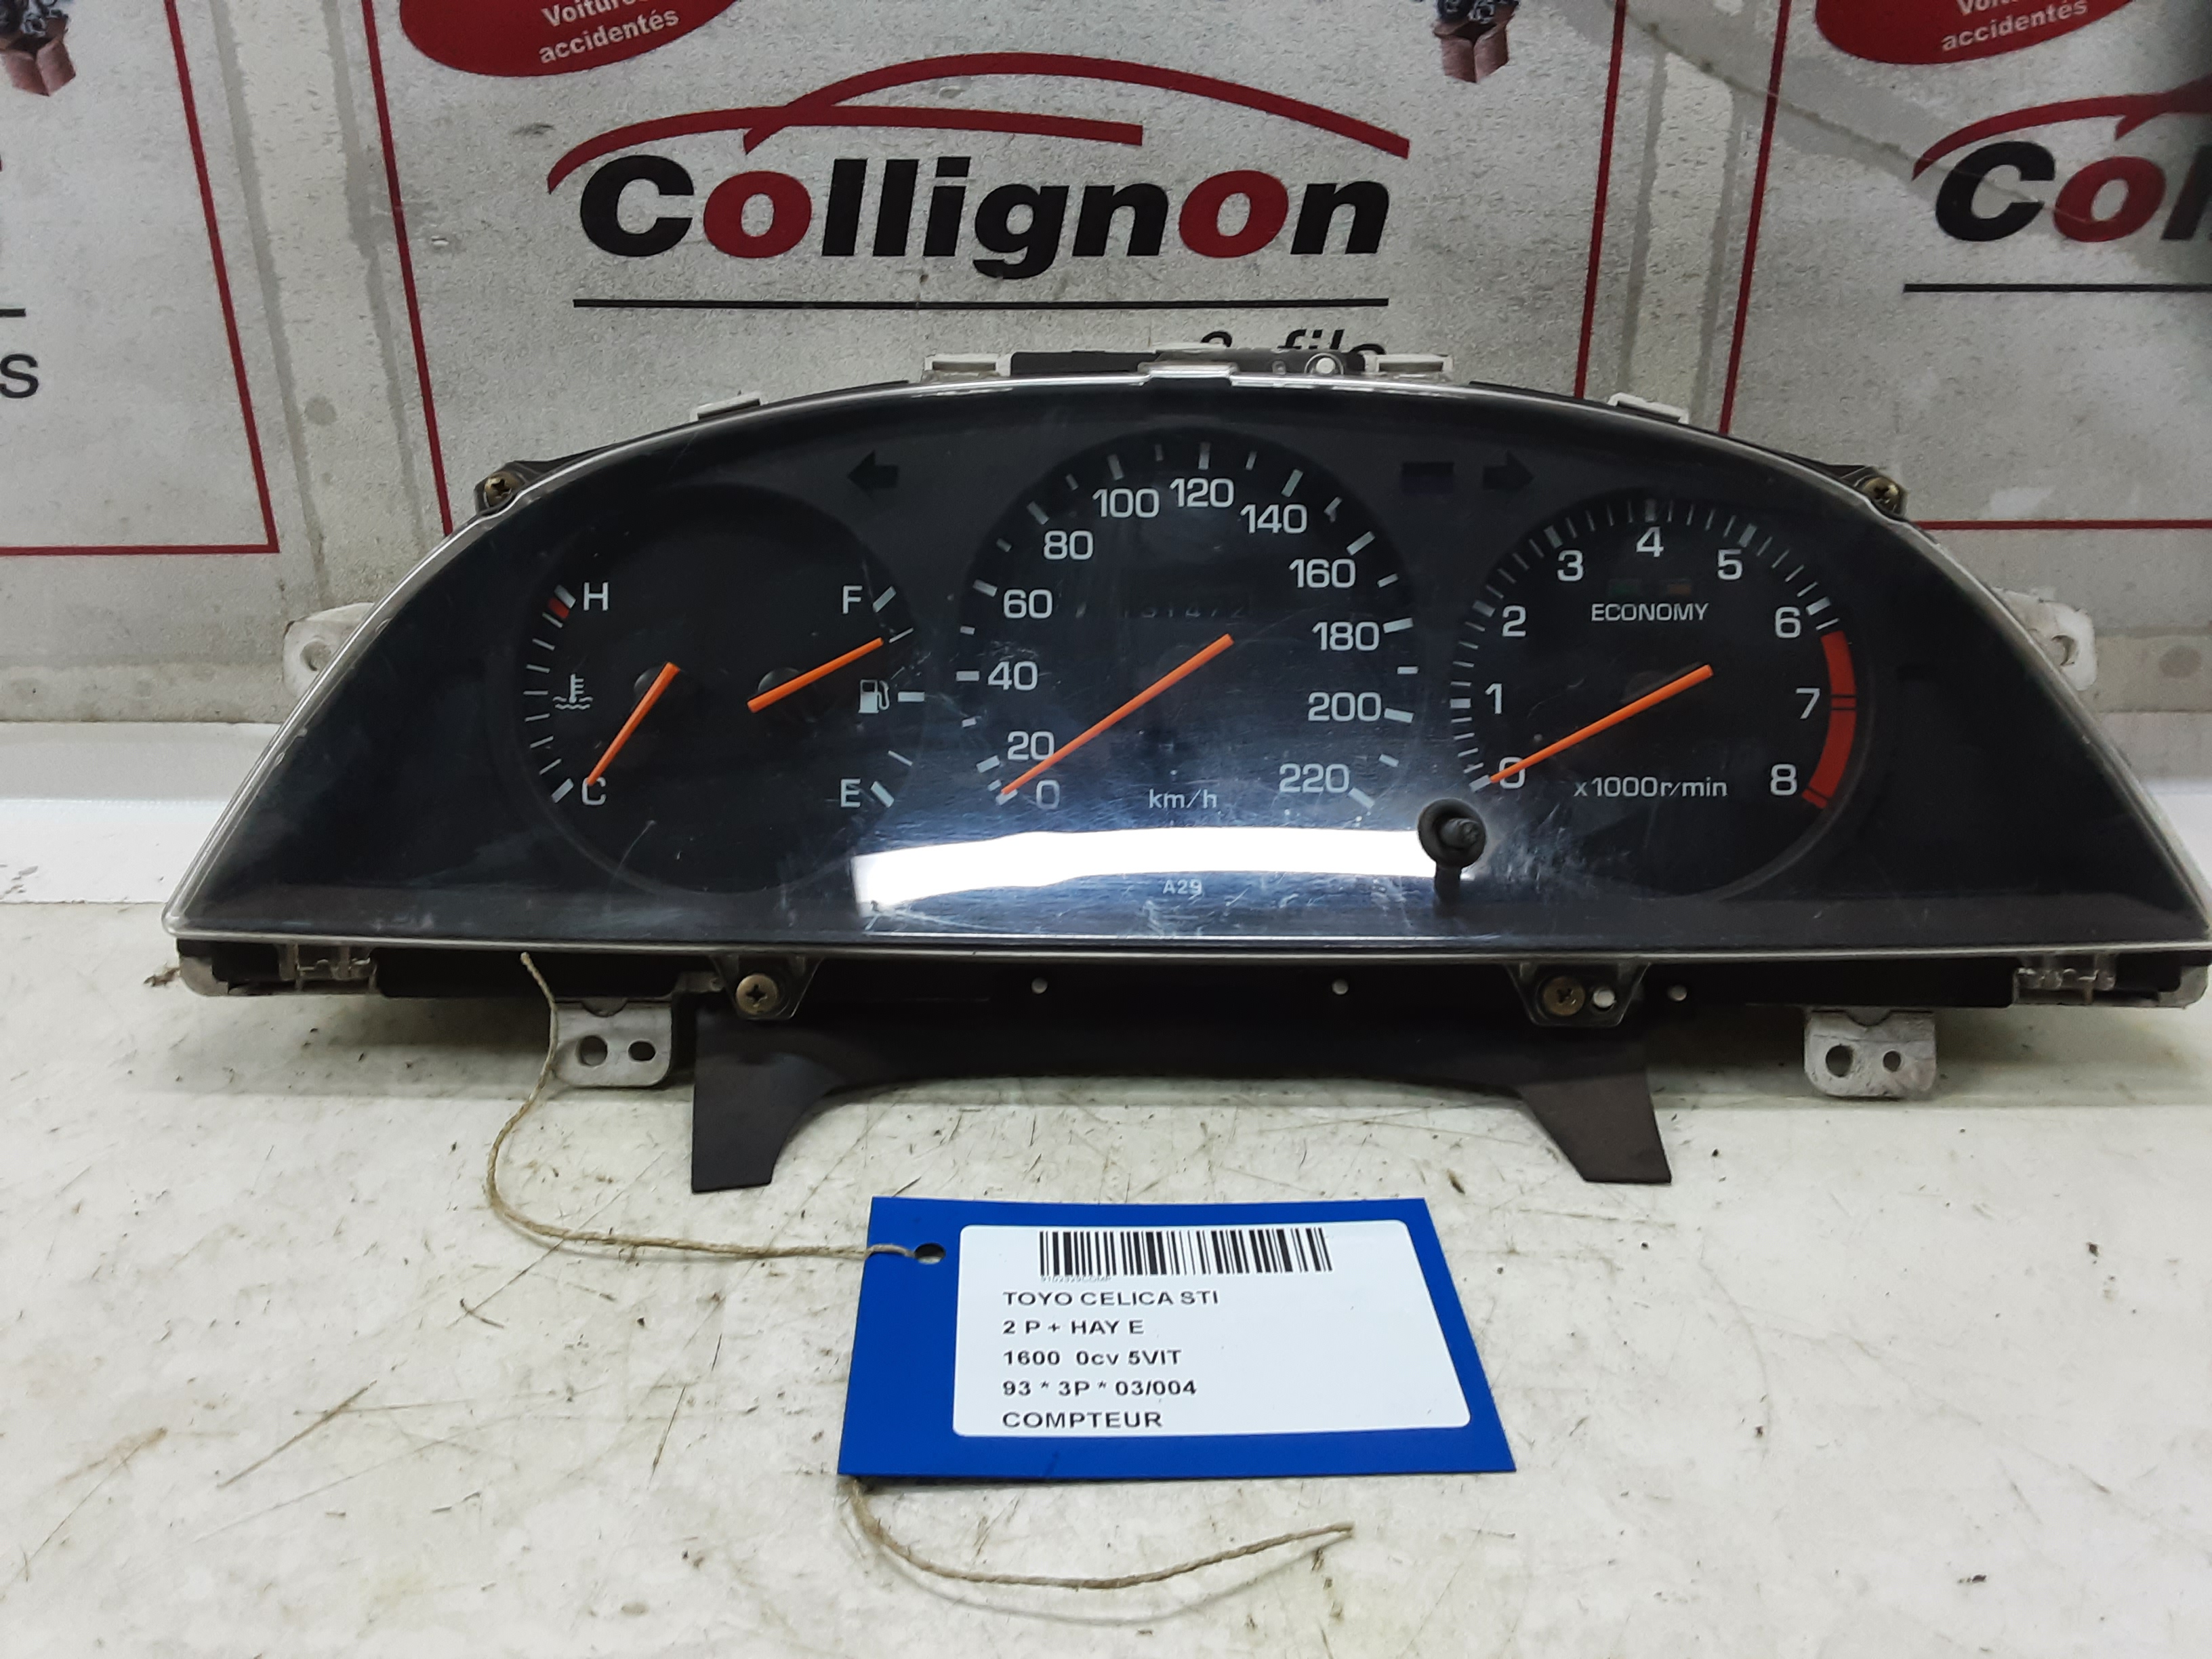 Voitures
accidentés
accidentés
Collignon
& fils
s
H
C
F
E
0
20
40
60
80
100
120
140
160
180
200
220
km/h
A29
0
1
2
3
4
5
6
7
8
ECONOMY
x1000r/min
TOYO CELICA STI
2 P + HAY E
1600 0cv 5VIT
93 * 3P * 03/004
COMPTEUR